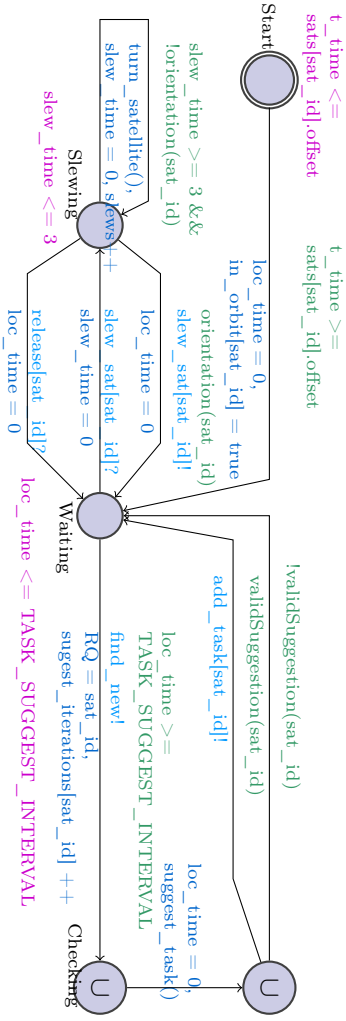 t_time <=
sats[sat_id].offset
t_time >=
sats[sat_id].offset
Start
loc_time = 0,
in_orbit[sat_id] = true
!validSuggestion(sat_id)
validSuggestion(sat_id)
add_task[sat_id]!
slew_time >= 3 &&
!orientation(sat_id)
orientation(sat_id)
slew_sat[sat_id]!
loc_time = 0
loc_time = 0,
suggest_task()
loc_time >=
TASK_SUGGEST_INTERVAL
turn_satellite(),
slew_time = 0, slews++
slew_sat[sat_id]?
slew_time = 0
find_new!
RQ = sat_id,
sugest_iterations[sat_id] ++
Slewing
Waiting
Checking
slew_time <= 3
release[sat_id]?
loc_time = 0
loc_time <= TASK_SUGGEST_INTERVAL
U
U